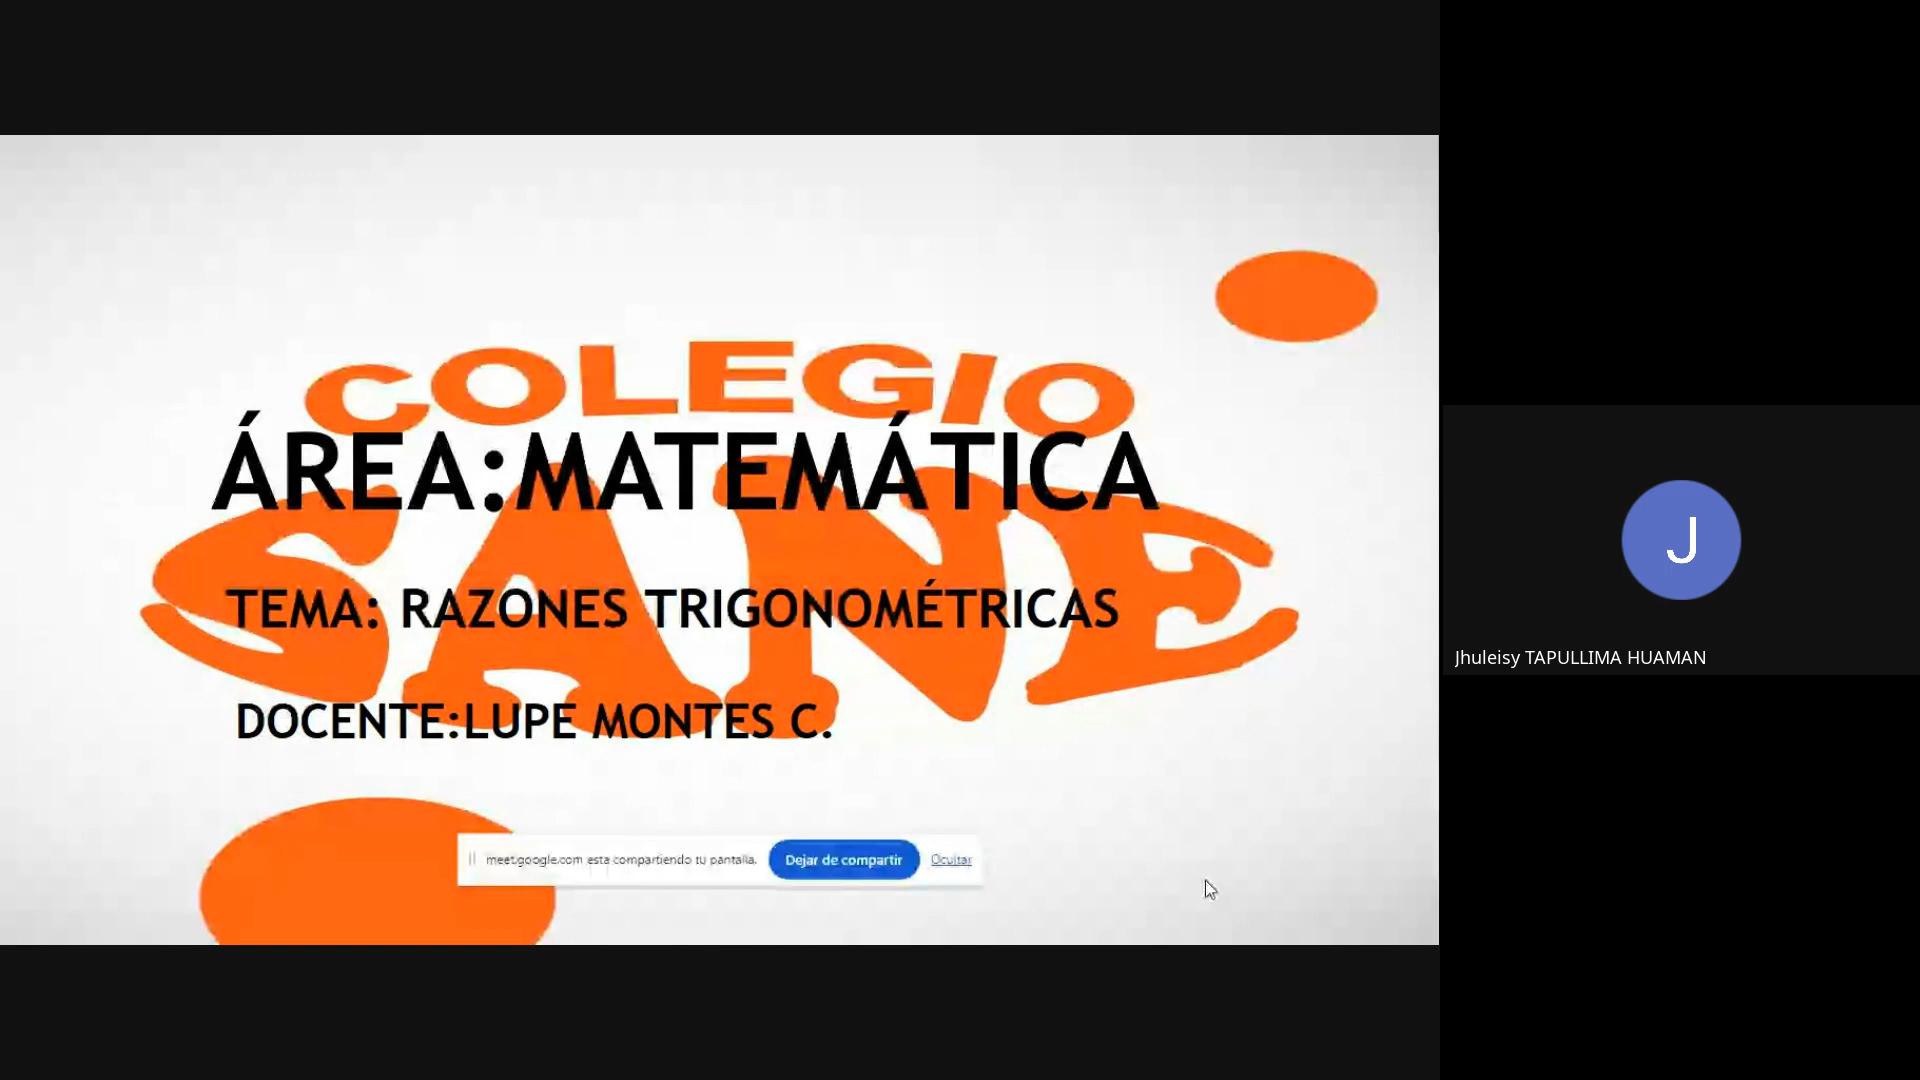 COLEGIO
SANE
ÁREA:MATEMÁTICA
TEMA: RAZONES TRIGONOMÉTRICAS
DOCENTE:LUPE MONTES C.
meet.google.com está compartiendo tu pantalla.
Dejar de compartir
Ocultar
J
Jhuleisy TAPULLIMA HUAMAN